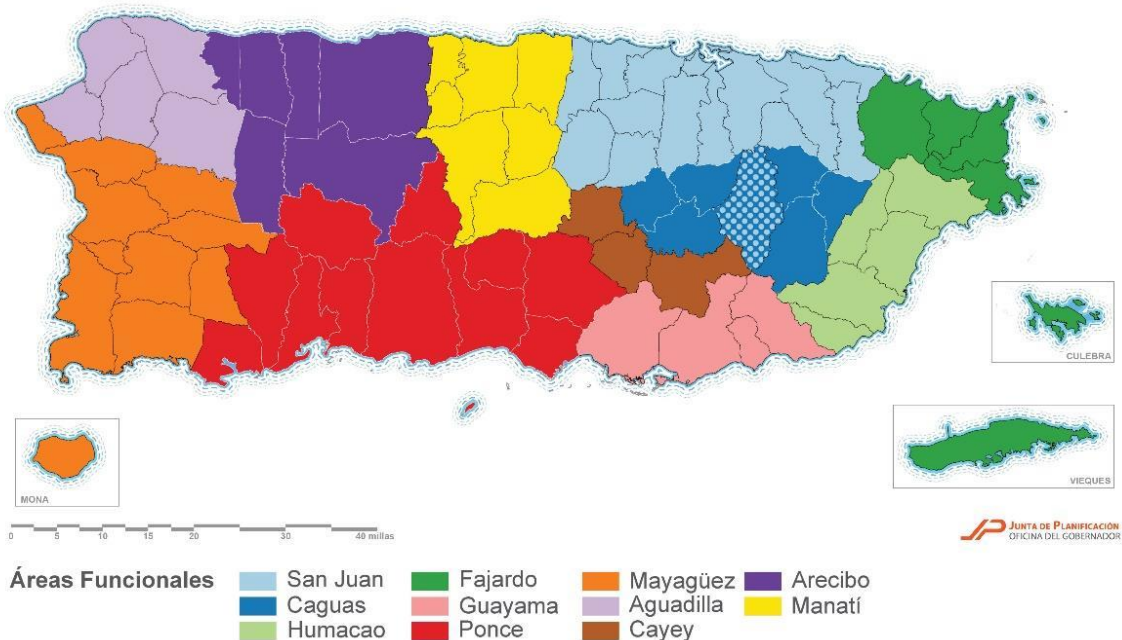 CULEBRA
MONA
VIEQUES
0 5 10 15 20 30 40 millas
JP JUNTA DE PLANIFICACIÓN
OFICINA DEL GOBERNADOR
Áreas Funcionales
San Juan Fajardo Mayagüez Arecibo
Caguas Guayama Aguadilla Manatí
Humacao Ponce Cayey